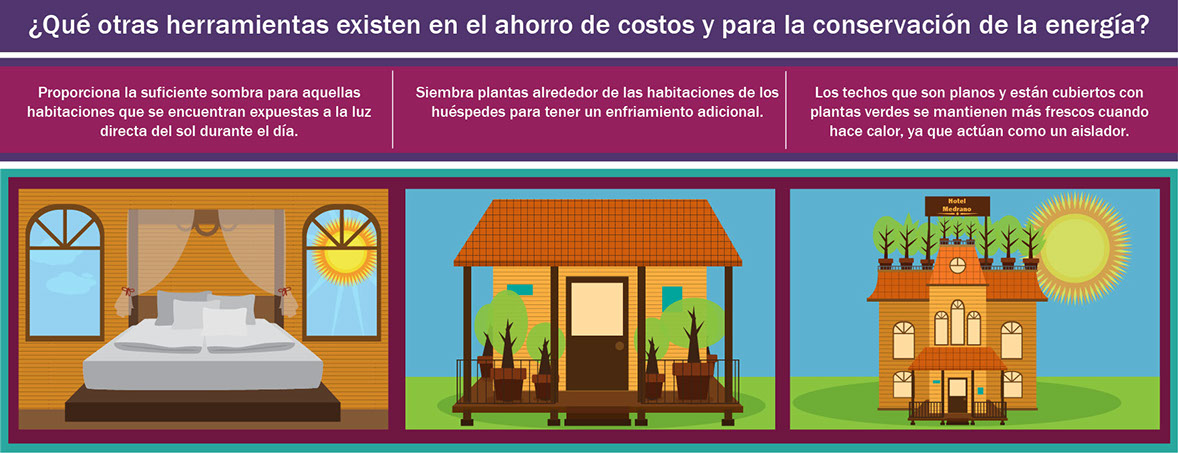 ¿Qué otras herramientas existen en el ahorro de costos y para la conservación de la energía?
Proporciona la suficiente sombra para aquellas
habitaciones que se encuentran expuestas a la luz
directa del sol durante el día.
Siembra plantas alrededor de las habitaciones de los
huéspedes para tener un enfriamiento adicional.
Los techos que son planos y están cubiertos con
plantas verdes se mantienen más frescos cuando
hace calor, ya que actúan como un aislador.
Hotel
Medrano